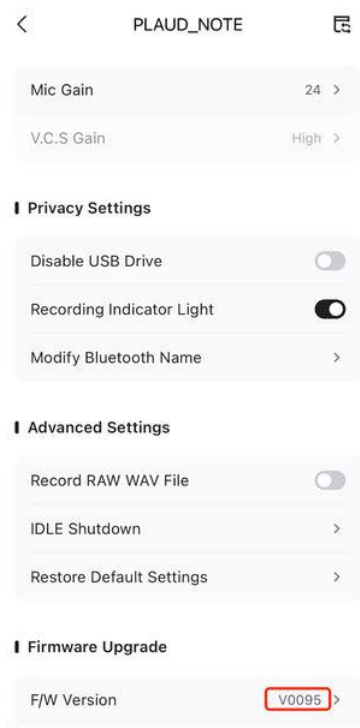 PLAUD_NOTE
Mic Gain 24
V.C.S Gain High
Privacy Settings
Disable USB Drive
Recording Indicator Light
Modify Bluetooth Name
Advanced Settings
Record RAW WAV File
IDLE Shutdown
Restore Default Settings
Firmware Upgrade
F/W Version V0095